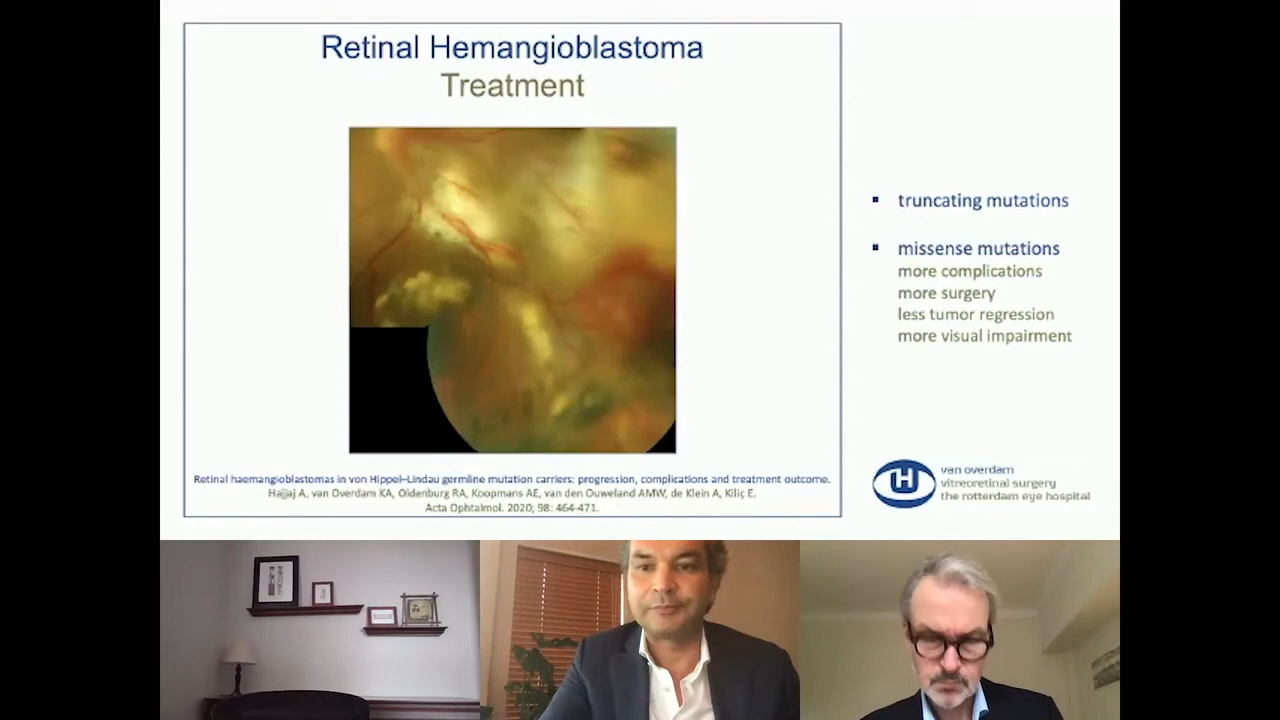 Retinal Hemangioblastoma
Treatment
truncating mutations
missense mutations
more complications
more surgery
less tumor regression
more visual impairment
Retinal haemangioblastomas in von Hippel–Lindau germline mutation carriers: progression, complications and treatment outcome.
Hajjaj A, van Overdam KA, Oldenburg RA, Koopmans AE, van den Ouweland AMW, de Klein A, Kiliç E.
Acta Ophtalmol. 2020; 98: 464-471.
van overdam
vitreoretinal surgery
the rotterdam eye hospital